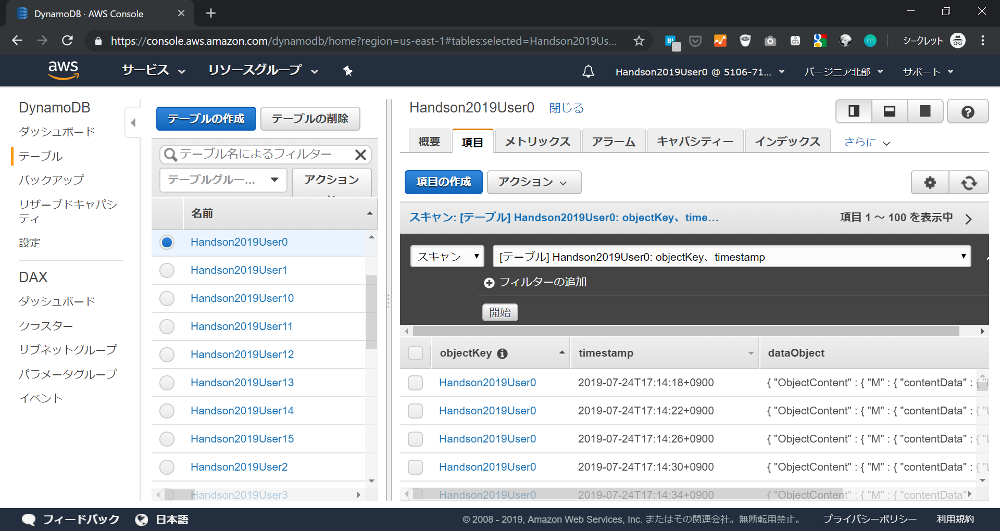 DynamoDB · AWS Console
https://console.aws.amazon.com/dynamodb/home?region=us-east-1#tables:selected=Handson2019Us...
シークレット
aws
サービス
リソースグループ
Handson2019User0 @ 5106-71...
バージニア北部
サポート
DynamoDB
ダッシュボード
テーブル
バックアップ
リザーブドキャパシ
ティ
設定
DAX
ダッシュボード
クラスター
サブネットグループ
パラメータグループ
イベント
テーブルの作成
テーブルの削除
テーブル名によるフィルター
テーブルグルー...
アクション
名前
Handson2019User0
Handson2019User1
Handson2019User10
Handson2019User11
Handson2019User12
Handson2019User13
Handson2019User14
Handson2019User15
Handson2019User2
Handson2019User3
Handson2019User0 閉じる
概要
項目
メトリックス
アラーム
キャパシティー
インデックス
さらに
項目の作成
アクション
スキャン: [テーブル] Handson2019User0: objectKey、time...
項目 1 ～ 100 を表示中
スキャン
[テーブル] Handson2019User0: objectKey、timestamp
フィルターの追加
開始
objectKey timestamp dataObject
Handson2019User0 2019-07-24T17:14:18+0900 { "ObjectContent" : { "M" : { "contentData" : { "L
Handson2019User0 2019-07-24T17:14:22+0900 { "ObjectContent" : { "M" : { "contentData" : { "L
Handson2019User0 2019-07-24T17:14:26+0900 { "ObjectContent" : { "M" : { "contentData" : { "L
Handson2019User0 2019-07-24T17:14:30+0900 { "ObjectContent" : { "M" : { "contentData" : { "L
Handson2019User0 2019-07-24T17:14:34+0900 { "ObjectContent" : { "M" : { "contentData" :
フィードバック
日本語
© 2008 - 2019, Amazon Web Services, Inc. またはその関連会社。無断転用禁止。
プライバシーポリシー
利用規約